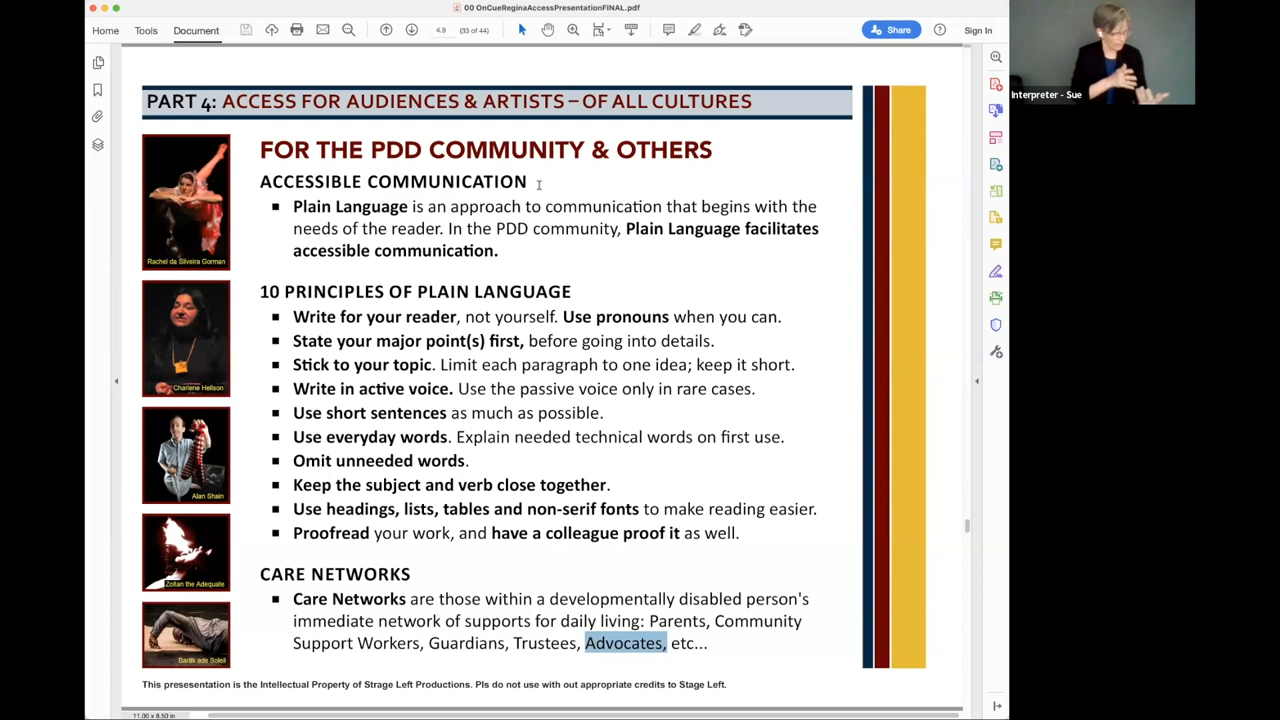 00 OnCueReginaAccessPresentationFINAL.pdf
Home Tools Document 4.9 (33 of 44) Share Sign In
Interpreter - Sue
PART 4: ACCESS FOR AUDIENCES & ARTISTS – OF ALL CULTURES
FOR THE PDD COMMUNITY & OTHERS
ACCESSIBLE COMMUNICATION
■ Plain Language is an approach to communication that begins with the
needs of the reader. In the PDD community, Plain Language facilitates
accessible communication.
Rachel da Silveira Gorman
10 PRINCIPLES OF PLAIN LANGUAGE
■ Write for your reader, not yourself. Use pronouns when you can.
■ State your major point(s) first, before going into details.
■ Stick to your topic. Limit each paragraph to one idea; keep it short.
■ Write in active voice. Use the passive voice only in rare cases.
Charlene Hellson
■ Use short sentences as much as possible.
■ Use everyday words. Explain needed technical words on first use.
■ Omit unneeded words.
■ Keep the subject and verb close together.
Alan Shain
■ Use headings, lists, tables and non-serif fonts to make reading easier.
■ Proofread your work, and have a colleague proof it as well.
Zoltan the Adequate
CARE NETWORKS
■ Care Networks are those within a developmentally disabled person's
immediate network of supports for daily living: Parents, Community
Support Workers, Guardians, Trustees, Advocates, etc...
Barak ade Soleil
This presesentation is the Intellectual Property of Strage Left Productions. Pls do not use with out appropriate credits to Stage Left.
11.00 x 8.50 in